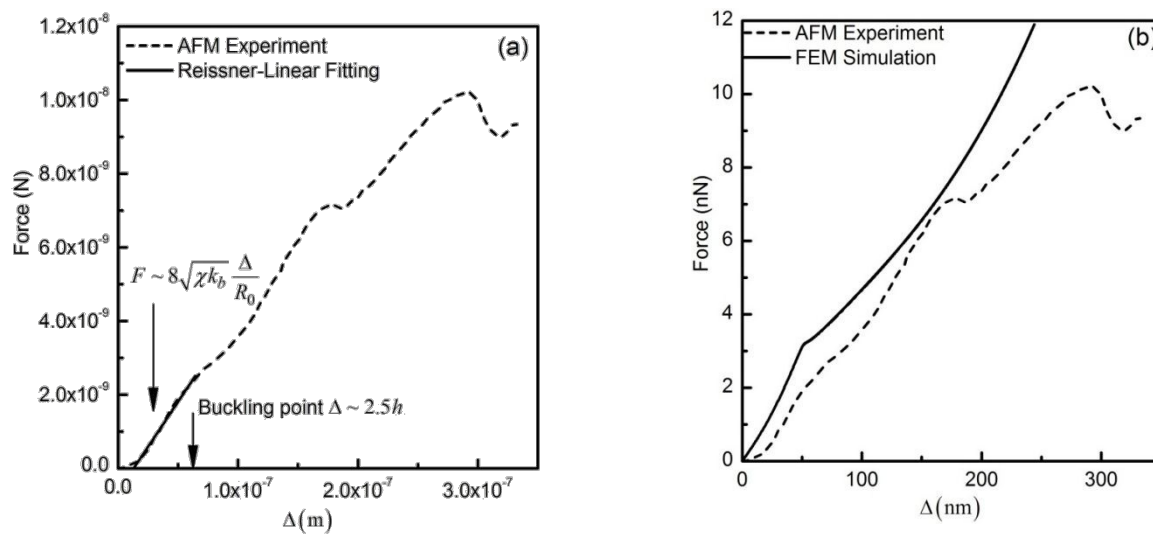 1.2x10⁻⁸
1.0x10⁻⁸
8.0x10⁻⁹
6.0x10⁻⁹
4.0x10⁻⁹
2.0x10⁻⁹
0.0
Force (N)
AFM Experiment
Reissner-Linear Fitting
(a)
F ~ 8√(χk_b) Δ/R₀
Buckling point Δ ~ 2.5h
0.0 1.0x10⁻⁷ 2.0x10⁻⁷ 3.0x10⁻⁷
Δ(m)
12
10
8
6
4
2
0
Force (nN)
AFM Experiment
FEM Simulation
(b)
0 100 200 300
Δ(nm)